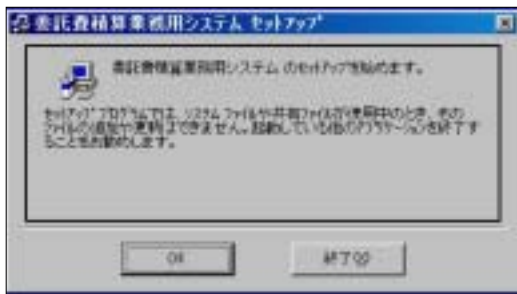 委託費積算業務用システム セットアップ
委託費積算業務用システム のセットアップを始めます。
セットアップ プログラムでは、システム ファイルや共有ファイルが使用中のとき、それらの
ファイルの追加や更新はできません。起動している他のアプリケーションを終了す
ることをお勧めします。
OK
終了(X)